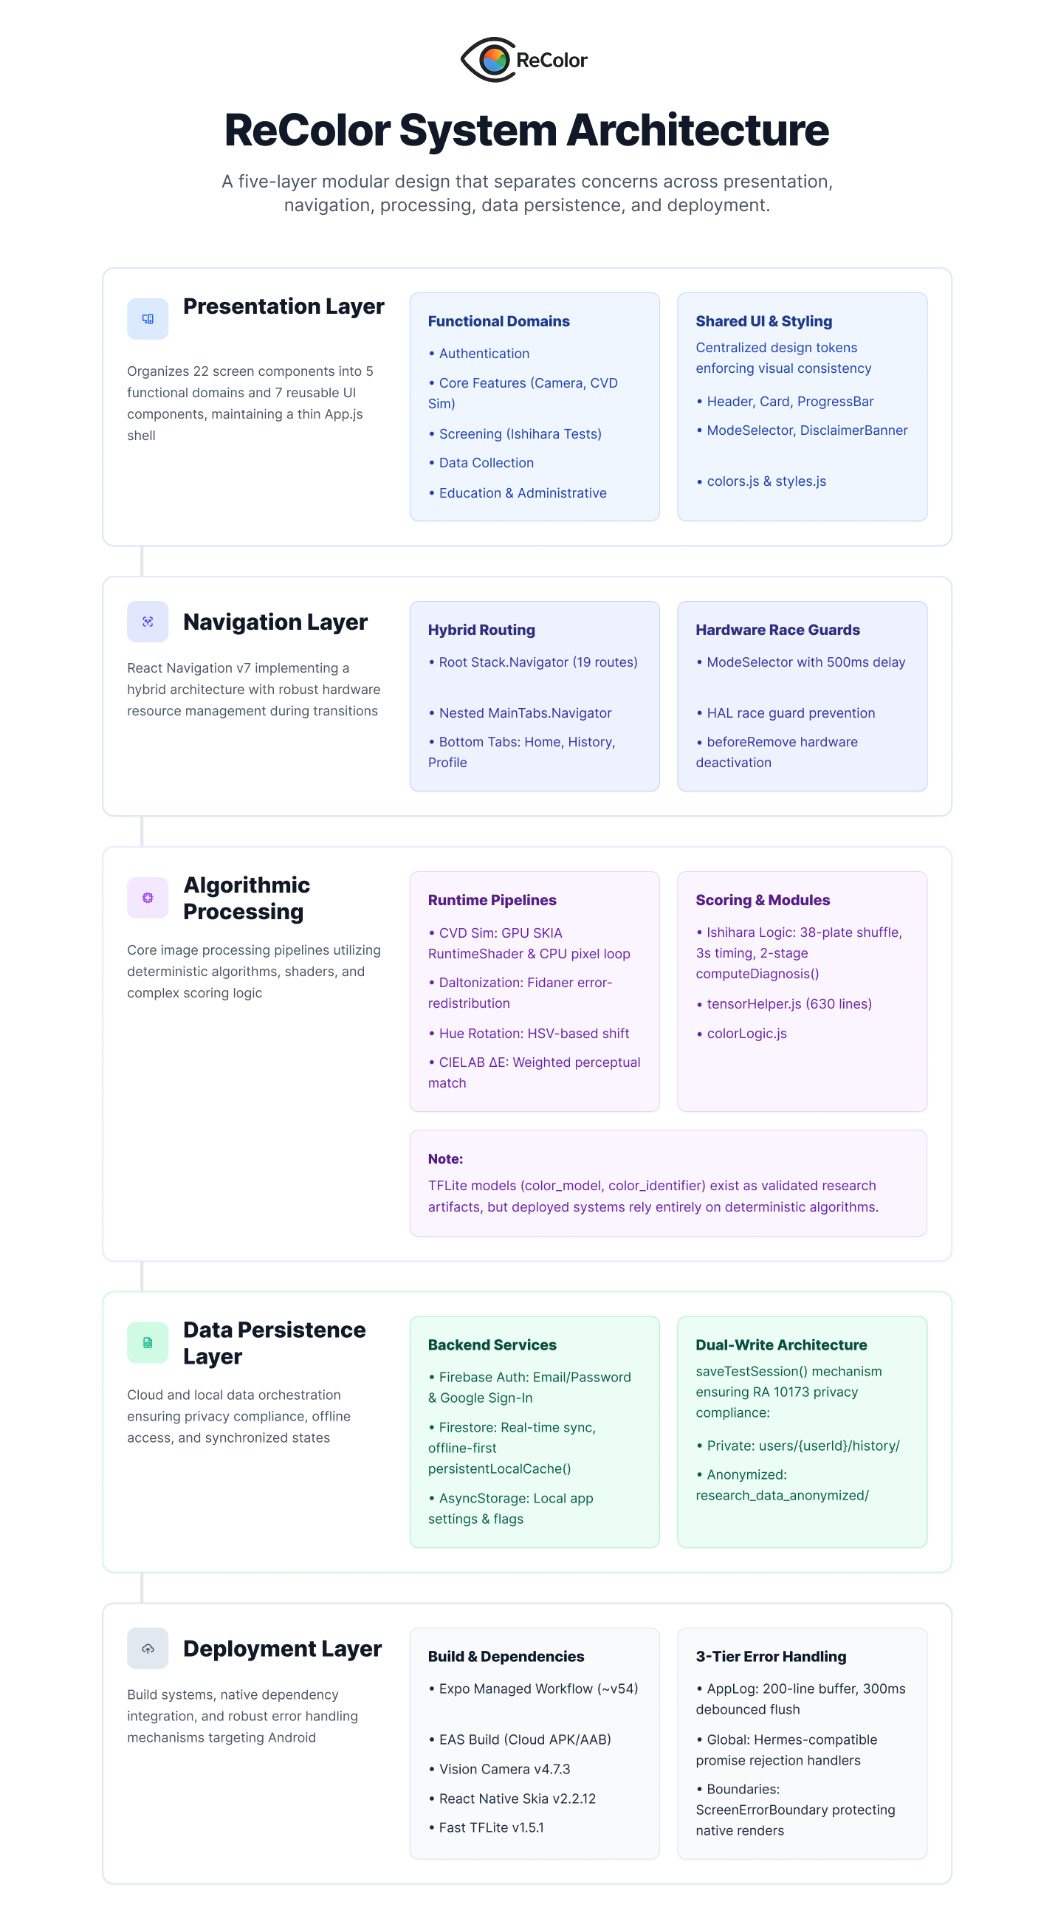 ReColor
ReColor System Architecture
A five-layer modular design that separates concerns across presentation,
navigation, processing, data persistence, and deployment.
Presentation Layer
Organizes 22 screen components into 5
functional domains and 7 reusable UI
components, maintaining a thin App.js
shell
Functional Domains
• Authentication
• Core Features (Camera, CVD
Sim)
• Screening (Ishihara Tests)
• Data Collection
• Education & Administrative
Shared UI & Styling
Centralized design tokens
enforcing visual consistency
• Header, Card, ProgressBar
• ModeSelector, DisclaimerBanner
• colors.js & styles.js
Navigation Layer
React Navigation v7 implementing a
hybrid architecture with robust hardware
resource management during transitions
Hybrid Routing
• Root Stack.Navigator (19 routes)
• Nested MainTabs.Navigator
• Bottom Tabs: Home, History,
Profile
Hardware Race Guards
• ModeSelector with 500ms delay
• HAL race guard prevention
• beforeRemove hardware
deactivation
Algorithmic
Processing
Core image processing pipelines utilizing
deterministic algorithms, shaders, and
complex scoring logic
Runtime Pipelines
• CVD Sim: GPU SKIA
RuntimeShader & CPU pixel loop
• Daltonization: Fidaner error-
redistribution
• Hue Rotation: HSV-based shift
• CIELAB ΔE: Weighted perceptual
match
Scoring & Modules
• Ishihara Logic: 38-plate shuffle,
3s timing, 2-stage
computeDiagnosis()
• tensorHelper.js (630 lines)
• colorLogic.js
Note:
TFLite models (color_model, color_identifier) exist as validated research
artifacts, but deployed systems rely entirely on deterministic algorithms.
Data Persistence
Layer
Cloud and local data orchestration
ensuring privacy compliance, offline
access, and synchronized states
Backend Services
• Firebase Auth: Email/Password
& Google Sign-In
• Firestore: Real-time sync,
offline-first
persistentLocalCache()
• AsyncStorage: Local app
settings & flags
Dual-Write Architecture
saveTestSession() mechanism
ensuring RA 10173 privacy
compliance:
• Private: users/{userId}/history/
• Anonymized:
research_data_anonymized/
Deployment Layer
Build systems, native dependency
integration, and robust error handling
mechanisms targeting Android
Build & Dependencies
• Expo Managed Workflow (~v54)
• EAS Build (Cloud APK/AAB)
• Vision Camera v4.7.3
• React Native Skia v2.2.12
• Fast TFLite v1.5.1
3-Tier Error Handling
• AppLog: 200-line buffer, 300ms
debounced flush
• Global: Hermes-compatible
promise rejection handlers
• Boundaries:
ScreenErrorBoundary protecting
native renders